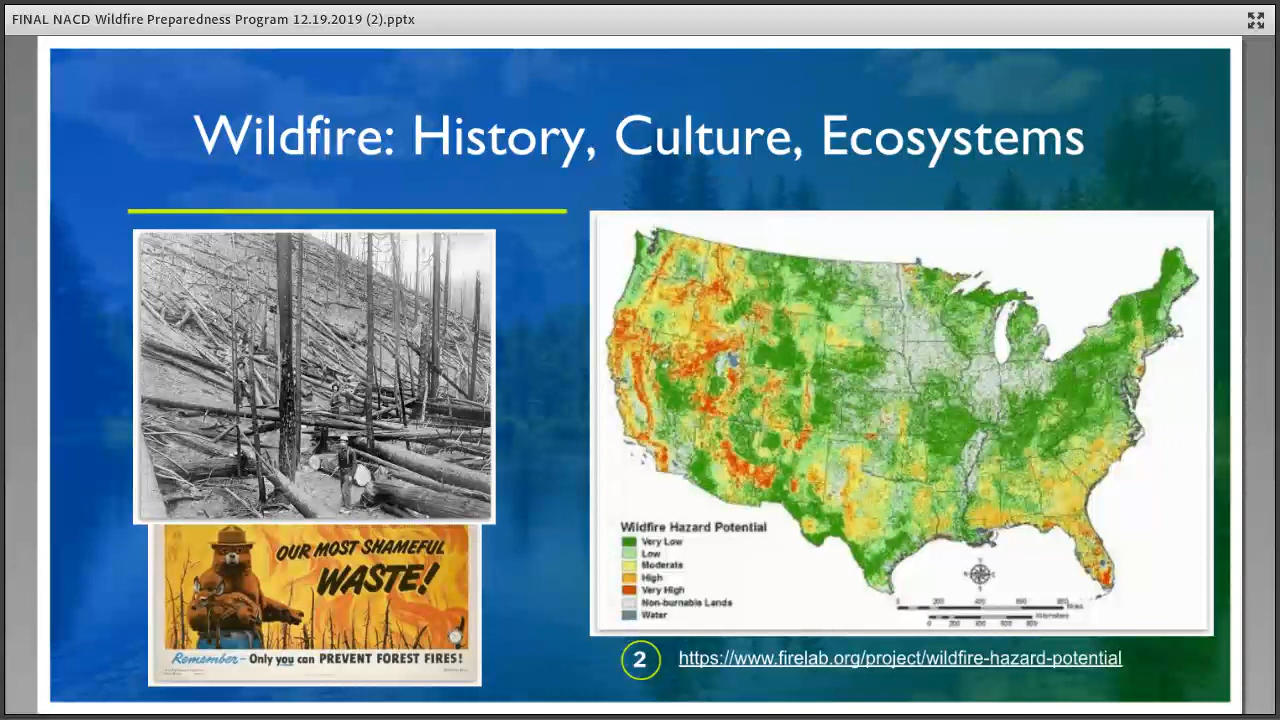 FINAL NACD Wildfire Preparedness Program 12.19.2019 (2).pptx
Wildfire: History, Culture, Ecosystems
OUR MOST SHAMEFUL
WASTE!
Remember- Only you can PREVENT FOREST FIRES!
Wildfire Hazard Potential
Very Low
Low
Moderate
High
Very High
Non-burnable Lands
Water
2
https://www.firelab.org/project/wildfire-hazard-potential